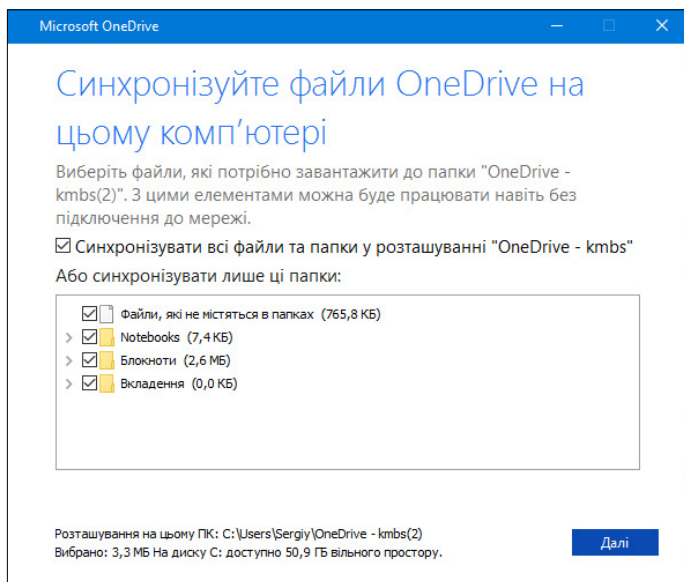 Microsoft OneDrive
Синхронізуйте файли OneDrive на
цьому комп’ютері
Виберіть файли, які потрібно завантажити до папки "OneDrive -
kmbs(2)". З цими елементами можна буде працювати навіть без
підключення до мережі.
Синхронізувати всі файли та папки у розташуванні "OneDrive - kmbs"
Або синхронізувати лише ці папки:
Файли, які не містяться в папках (765,8 КБ)
Notebooks (7,4 КБ)
Блокноти (2,6 МБ)
Вкладення (0,0 КБ)
Розташування на цьому ПК: C:\Users\Sergiy\OneDrive - kmbs(2)
Вибрано: 3,3 МБ На диску C: доступно 50,9 ГБ вільного простору.
Далі